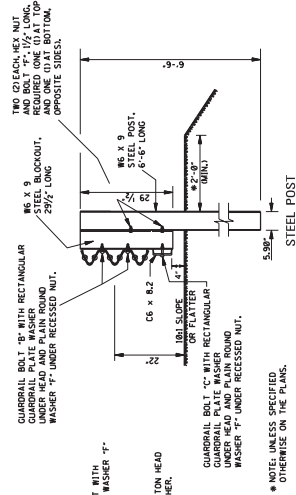 TWO (2) EACH, HEX NUT
AND BOLT "F", 1½" LONG,
REQUIRED (ONE (1) AT TOP
AND ONE (1) AT BOTTOM,
OPPOSITE SIDES).
W6 X 9
STEEL BLOCKOUT,
29½" LONG
GUARDRAIL BOLT "B" WITH RECTANGULAR
GUARDRAIL PLATE WASHER
UNDER HEAD AND PLAIN ROUND
WASHER "F" UNDER RECESSED NUT.
6'-6"
W6 X 9
STEEL POST,
6'-6" LONG
29 ½"
*2'-0"
(MIN.)
C6 x 8.2
22"
4"
10:1 SLOPE
OR FLATTER
5.90"
STEEL POST
T WITH
WASHER "F"
TON HEAD
HER.
GUARDRAIL BOLT "C" WITH RECTANGULAR
GUARDRAIL PLATE WASHER
UNDER HEAD AND PLAIN ROUND
WASHER "F" UNDER RECESSED NUT.
* NOTE: UNLESS SPECIFIED
OTHERWISE ON THE PLANS.